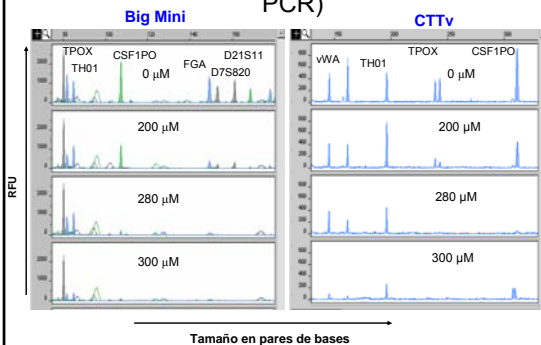 PCR)
Big Mini
CTTv
TPOX
TH01
CSF1PO
0 µM
FGA
D7S820
D21S11
vWA
TH01
TPOX
CSF1PO
0 µM
200 µM
200 µM
280 µM
280 µM
300 µM
300 µM
RFU
Tamaño en pares de bases